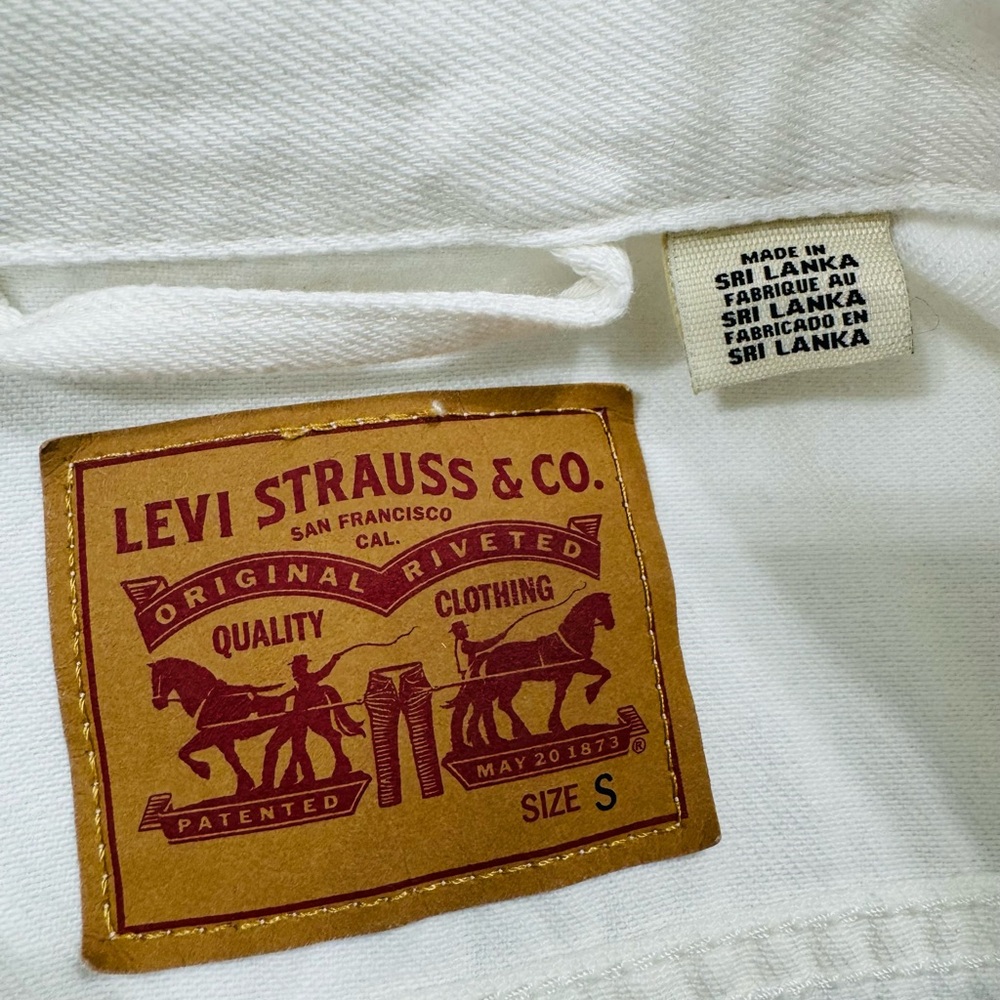 MADE IN
SRI LANKA
FABRIQUE AU
SRI LANKA
FABRICADO EN
SRI LANKA
LEVI STRAUSS & CO.
SAN FRANCISCO
CAL.
ORIGINAL RIVETED
QUALITY CLOTHING
PATENTED MAY 20 1873 ®
SIZE S